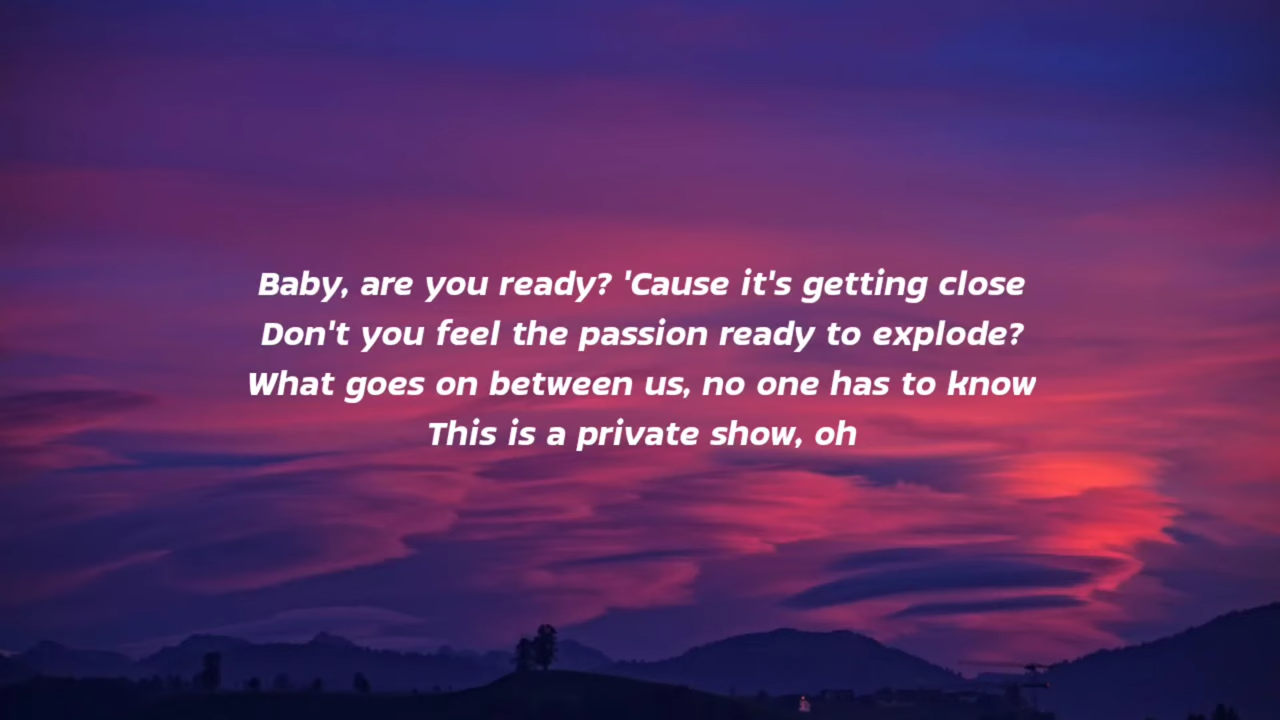 Baby, are you ready? 'Cause it's getting close
Don't you feel the passion ready to explode?
What goes on between us, no one has to know
This is a private show, oh